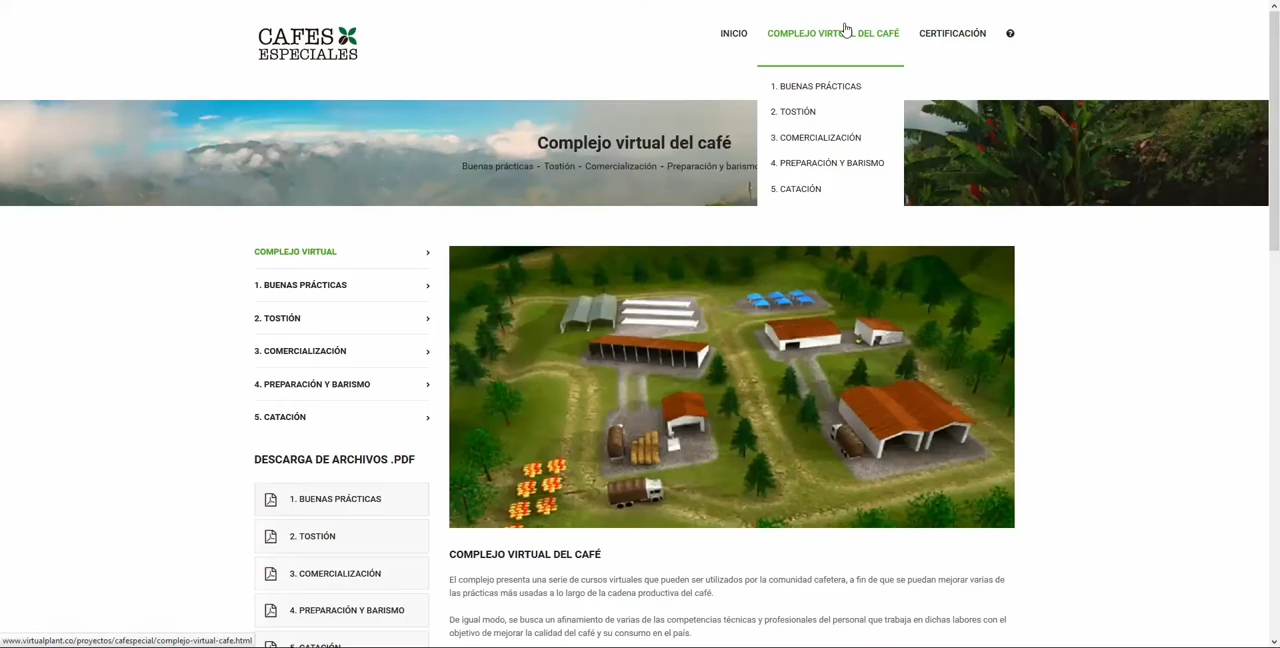 CAFES
ESPECIALES
INICIO
COMPLEJO VIRTUAL DEL CAFÉ
CERTIFICACIÓN
1. BUENAS PRÁCTICAS
2. TOSTIÓN
3. COMERCIALIZACIÓN
4. PREPARACIÓN Y BARISMO
5. CATACIÓN
Complejo virtual del café
Buenas prácticas - Tostión - Comercialización - Preparación y barismo
COMPLEJO VIRTUAL
1. BUENAS PRÁCTICAS
2. TOSTIÓN
3. COMERCIALIZACIÓN
4. PREPARACIÓN Y BARISMO
5. CATACIÓN
DESCARGA DE ARCHIVOS .PDF
1. BUENAS PRÁCTICAS
2. TOSTIÓN
3. COMERCIALIZACIÓN
4. PREPARACIÓN Y BARISMO
5. CATACIÓN
COMPLEJO VIRTUAL DEL CAFÉ
El complejo presenta una serie de cursos virtuales que pueden ser utilizados por la comunidad cafetera, a fin de que se puedan mejorar varias de
las prácticas más usadas a lo largo de la cadena productiva del café.
De igual modo, se busca un afinamiento de varias de las competencias técnicas y profesionales del personal que trabaja en dichas labores con el
objetivo de mejorar la calidad del café y su consumo en el país.
www.virtualplant.co/proyectos/cafespecial/complejo-virtual-cafe.html